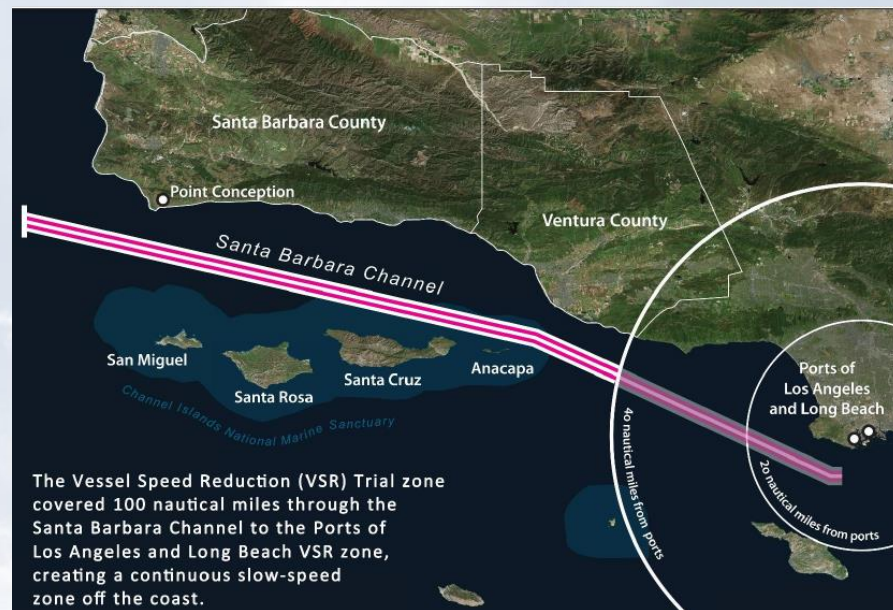 Santa Barbara County
Point Conception
Ventura County
Santa Barbara Channel
San Miguel
Santa Rosa
Santa Cruz
Anacapa
Channel Islands National Marine Sanctuary
Ports of
Los Angeles
and Long Beach
40 nautical miles from ports
20 nautical miles from ports
The Vessel Speed Reduction (VSR) Trial zone
covered 100 nautical miles through the
Santa Barbara Channel to the Ports of
Los Angeles and Long Beach VSR zone,
creating a continuous slow-speed
zone off the coast.